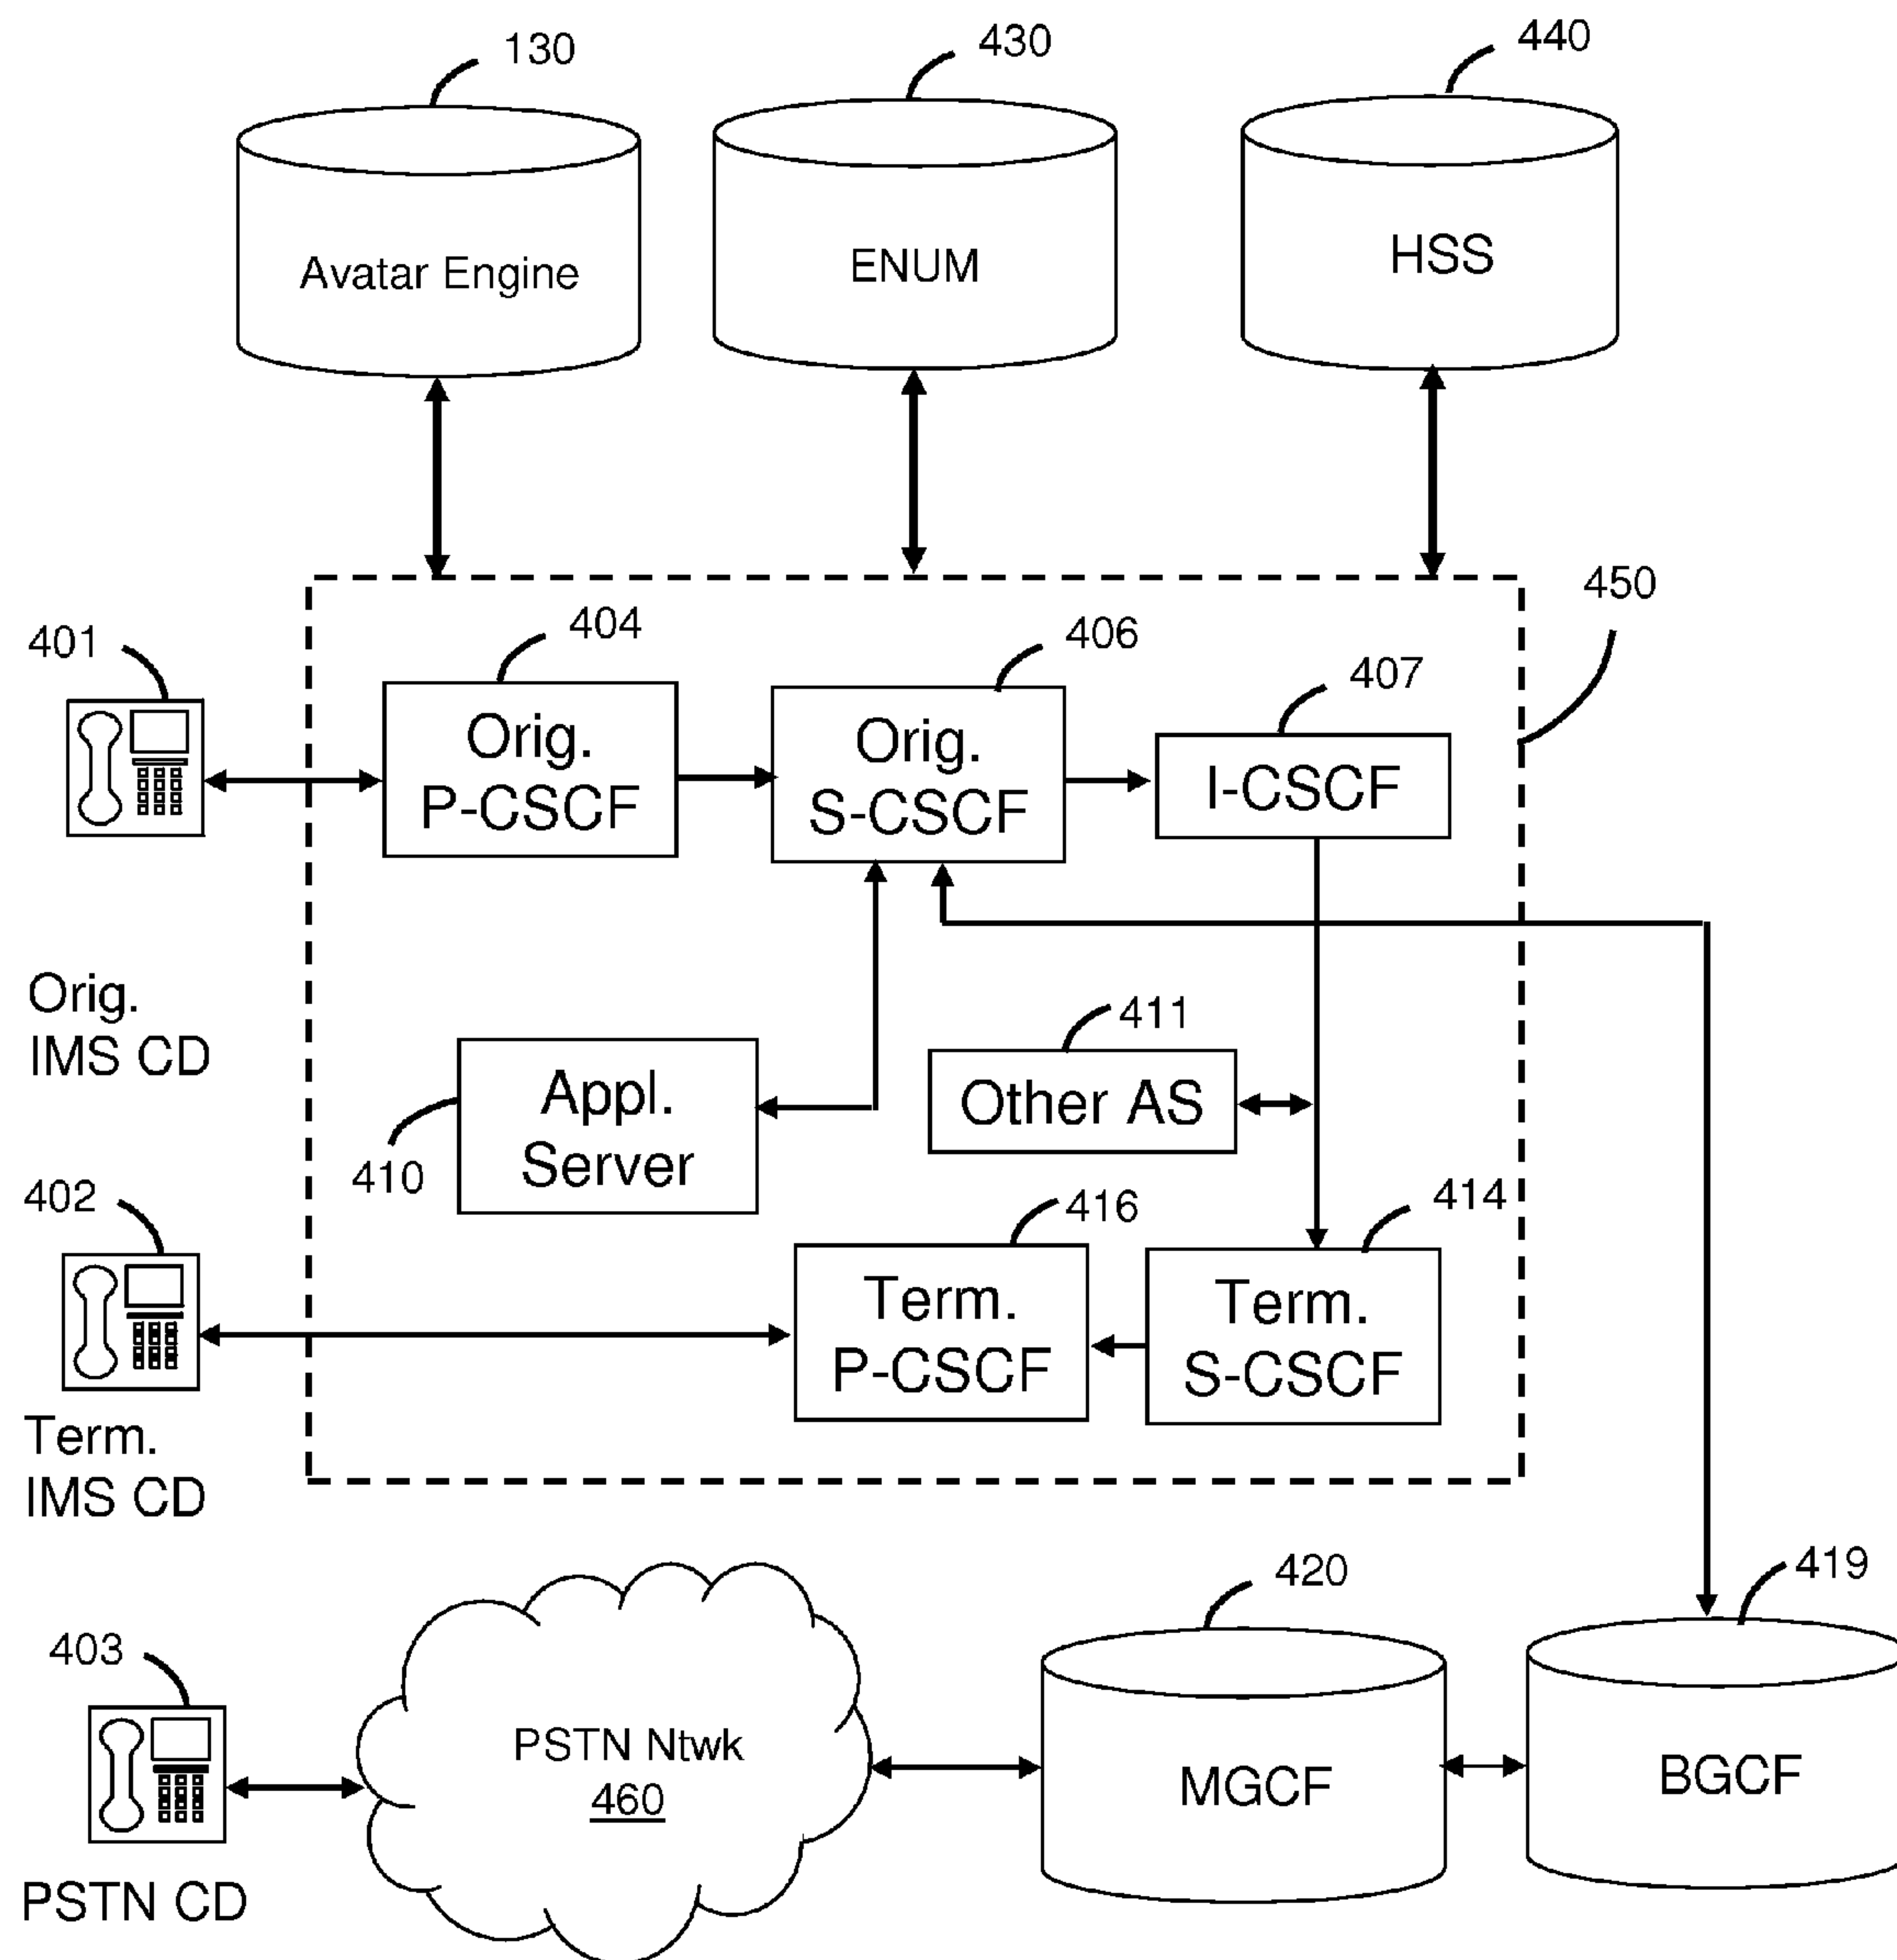 130
430
440
Avatar Engine
ENUM
HSS
450
401
404
406
407
Orig.
P-CSCF
Orig.
S-CSCF
I-CSCF
Orig.
IMS CD
411
Other AS
Appl.
Server
410
402
416
414
Term.
P-CSCF
Term.
S-CSCF
Term.
IMS CD
420
419
403
PSTN Ntwk
460
MGCF
BGCF
PSTN CD